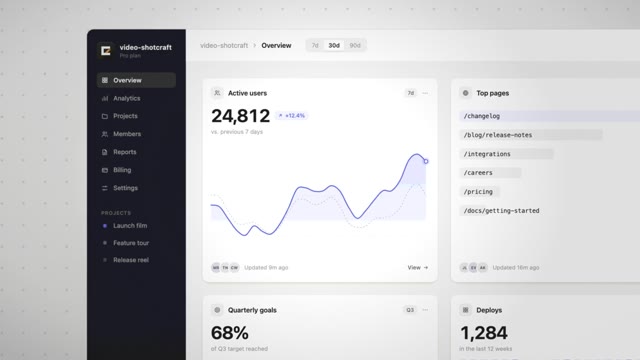 video-shotcraft
Pro plan
Overview
Analytics
Projects
Members
Reports
Billing
Settings
PROJECTS
Launch film
Feature tour
Release reel
video-shotcraft › Overview
7d 30d 90d
Active users
7d
24,812
+12.4%
vs. previous 7 days
Updated 9m ago
View →
Top pages
/changelog
/blog/release-notes
/integrations
/careers
/pricing
/docs/getting-started
Updated 18m ago
Quarterly goals
Q3
68%
of Q3 target reached
Deploys
1,284
in the last 12 weeks